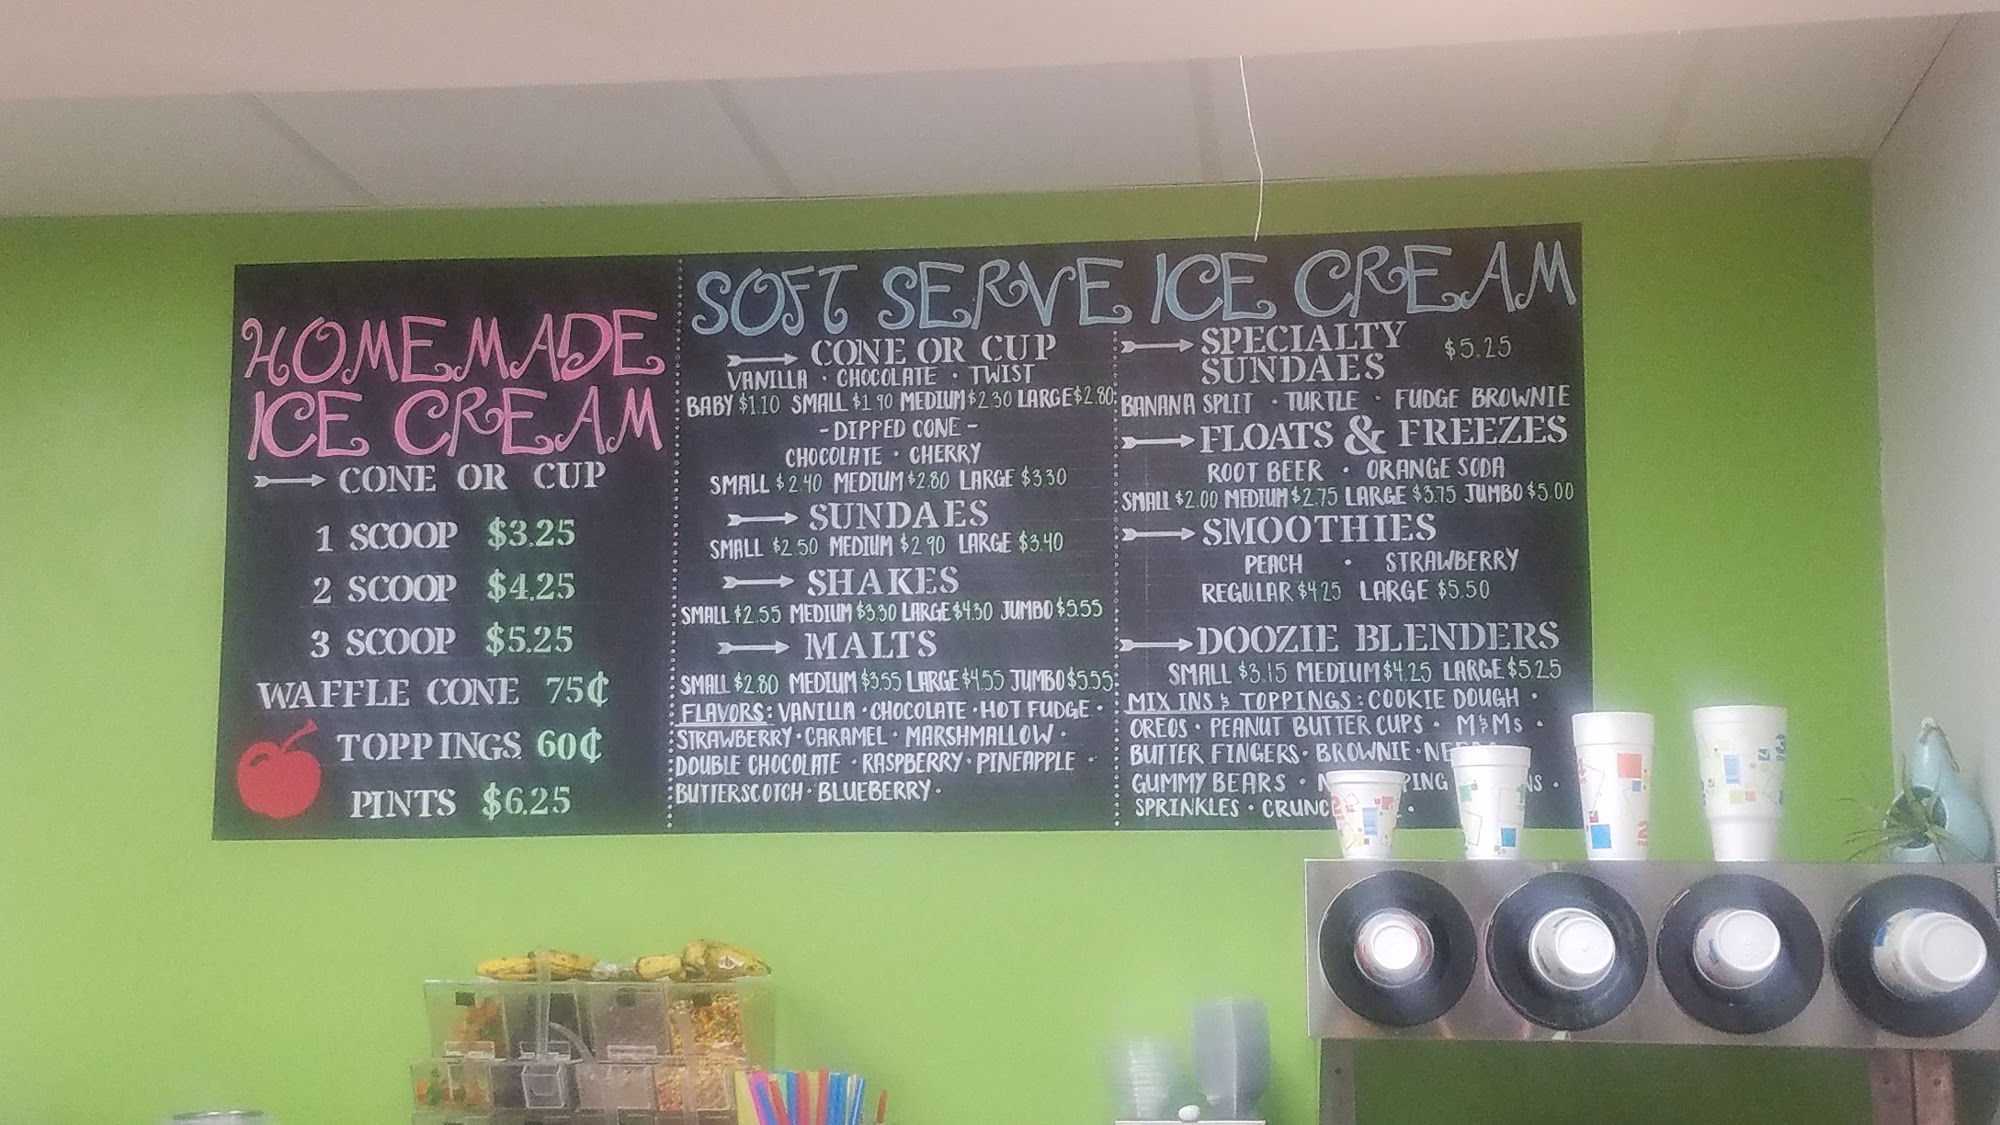 HOMEMADE
ICE CREAM
CONE OR CUP
1 SCOOP $3.25
2 SCOOP $4.25
3 SCOOP $5.25
WAFFLE CONE 75¢
TOPPINGS 60¢
PINTS $6.25
SOFT SERVE ICE CREAM
CONE OR CUP
VANILLA • CHOCOLATE • TWIST
BABY $1.10 SMALL $1.90 MEDIUM $2.30 LARGE $2.80
- DIPPED CONE -
CHOCOLATE • CHERRY
SMALL $2.40 MEDIUM $2.80 LARGE $3.30
SUNDAES
SMALL $2.50 MEDIUM $2.90 LARGE $3.40
SHAKES
SMALL $2.55 MEDIUM $3.30 LARGE $4.30 JUMBO $5.55
MALTS
SMALL $2.80 MEDIUM $3.55 LARGE $4.55 JUMBO $5.55
FLAVORS: VANILLA • CHOCOLATE • HOT FUDGE •
STRAWBERRY • CARAMEL • MARSHMALLOW •
DOUBLE CHOCOLATE • RASPBERRY • PINEAPPLE •
BUTTERSCOTCH • BLUEBERRY •
SPECIALTY $5.25
SUNDAES
BANANA SPLIT • TURTLE • FUDGE BROWNIE
FLOATS & FREEZES
ROOT BEER • ORANGE SODA
SMALL $2.00 MEDIUM $2.75 LARGE $3.75 JUMBO $5.00
SMOOTHIES
PEACH • STRAWBERRY
REGULAR $4.25 LARGE $5.50
DOOZIE BLENDERS
SMALL $3.15 MEDIUM $4.25 LARGE $5.25
MIX INS & TOPPINGS: COOKIE DOUGH •
OREOS • PEANUT BUTTER CUPS • M&Ms •
BUTTER FINGERS • BROWNIE •
GUMMY BEARS •
SPRINKLES •